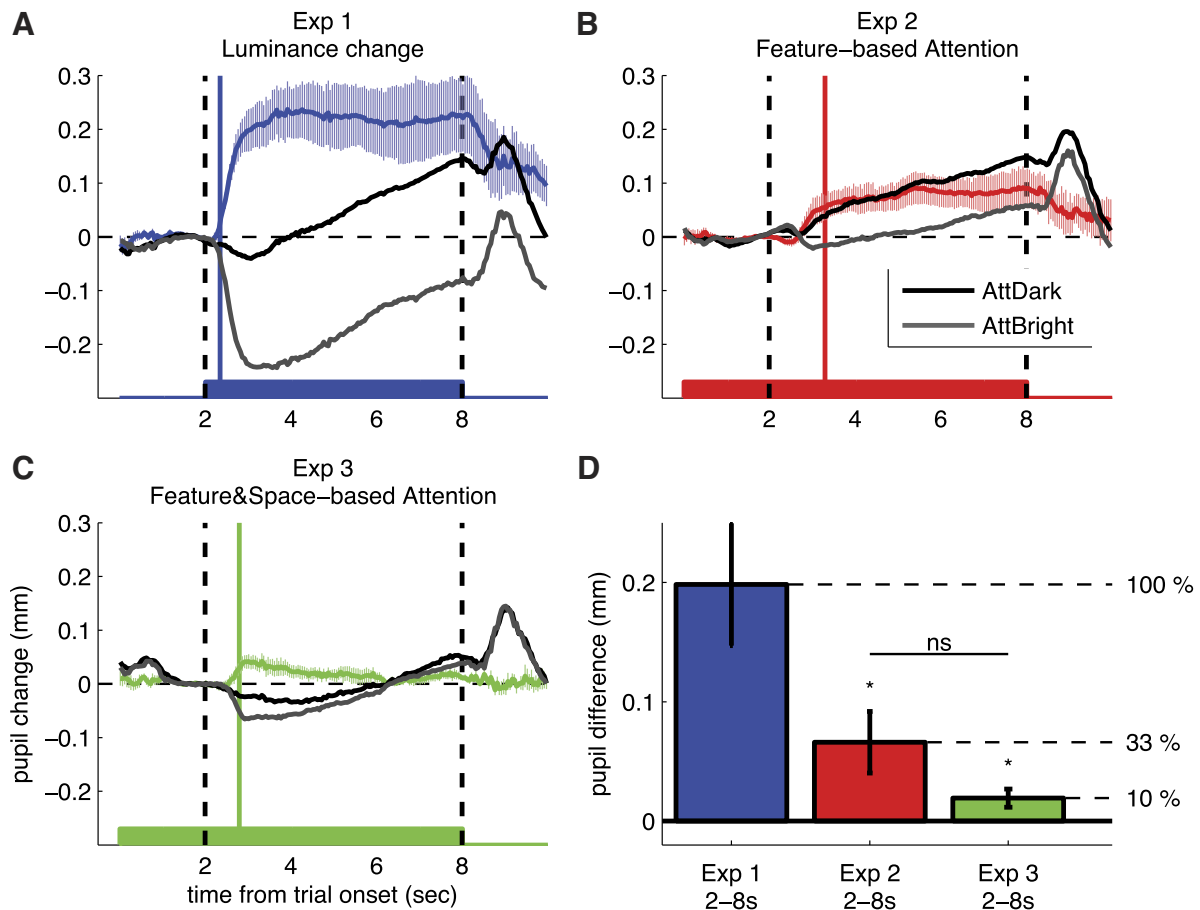 A
Exp 1
Luminance change
0.3
0.2
0.1
0
−0.1
−0.2
2
4
6
8
B
Exp 2
Feature−based Attention
0.3
0.2
0.1
0
−0.1
−0.2
AttDark
AttBright
2
4
6
8
C
Exp 3
Feature&Space−based Attention
pupil change (mm)
0.3
0.2
0.1
0
−0.1
−0.2
2
4
6
8
time from trial onset (sec)
D
pupil difference (mm)
0.2
0.1
0
100 %
ns
*
33 %
*
10 %
Exp 1
2−8s
Exp 2
2−8s
Exp 3
2−8s